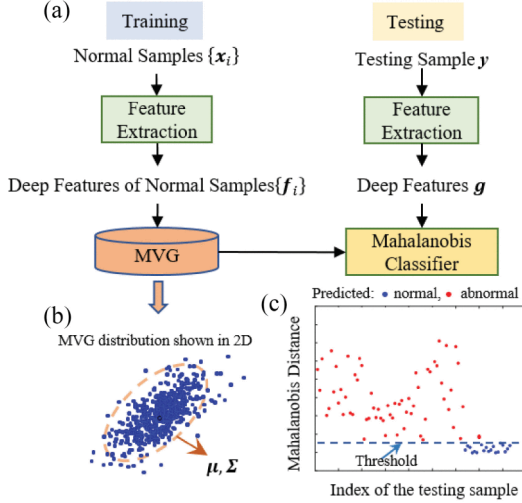 (a)
Training
Testing
Normal Samples {𝒙ᵢ}
Testing Sample 𝒚
Feature
Extraction
Feature
Extraction
Deep Features of Normal Samples{𝒇ᵢ}
Deep Features 𝒈
MVG
Mahalanobis
Classifier
(b)
MVG distribution shown in 2D
𝝁, 𝜮
(c)
Predicted: normal, abnormal
Mahalanobis Distance
Threshold
Index of the testing sample